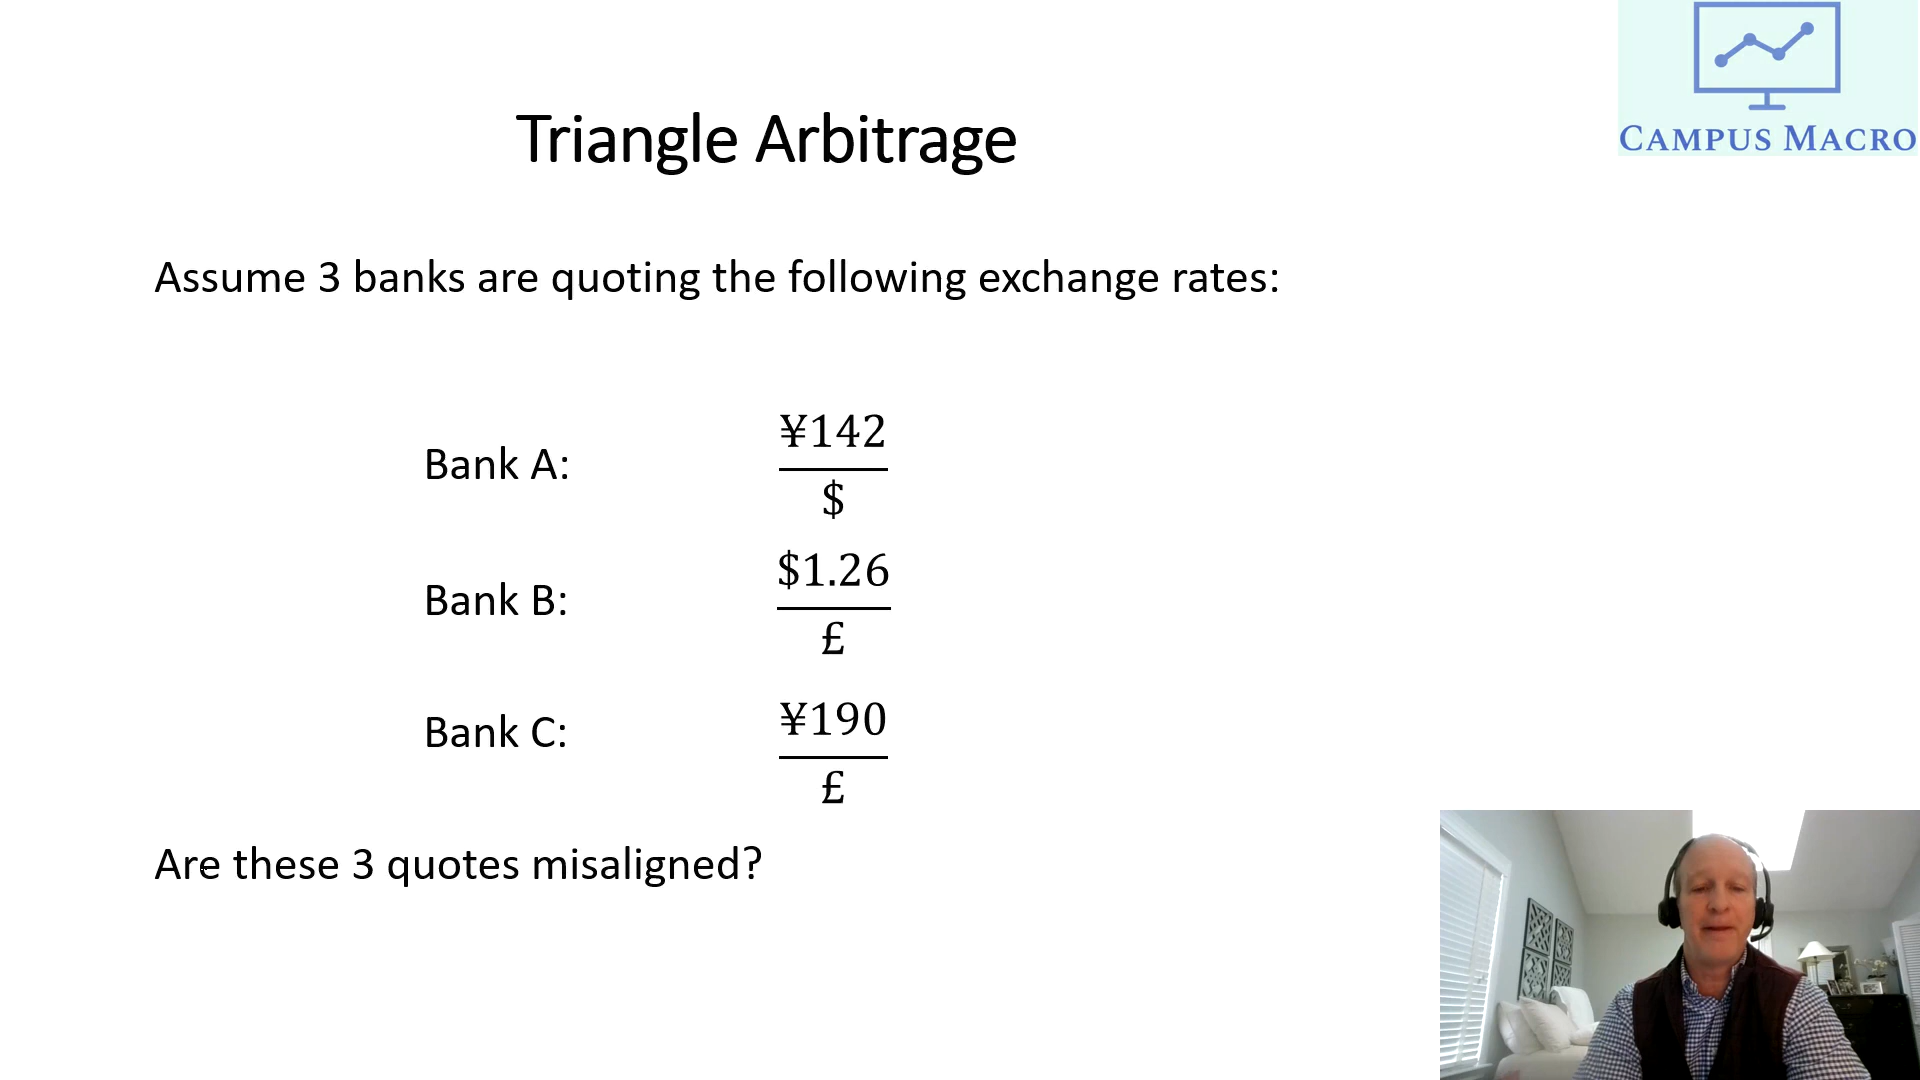 CAMPUS MACRO
Triangle Arbitrage
Assume 3 banks are quoting the following exchange rates:
Bank A:
¥142
$
Bank B:
$1.26
£
Bank C:
¥190
£
Are these 3 quotes misaligned?